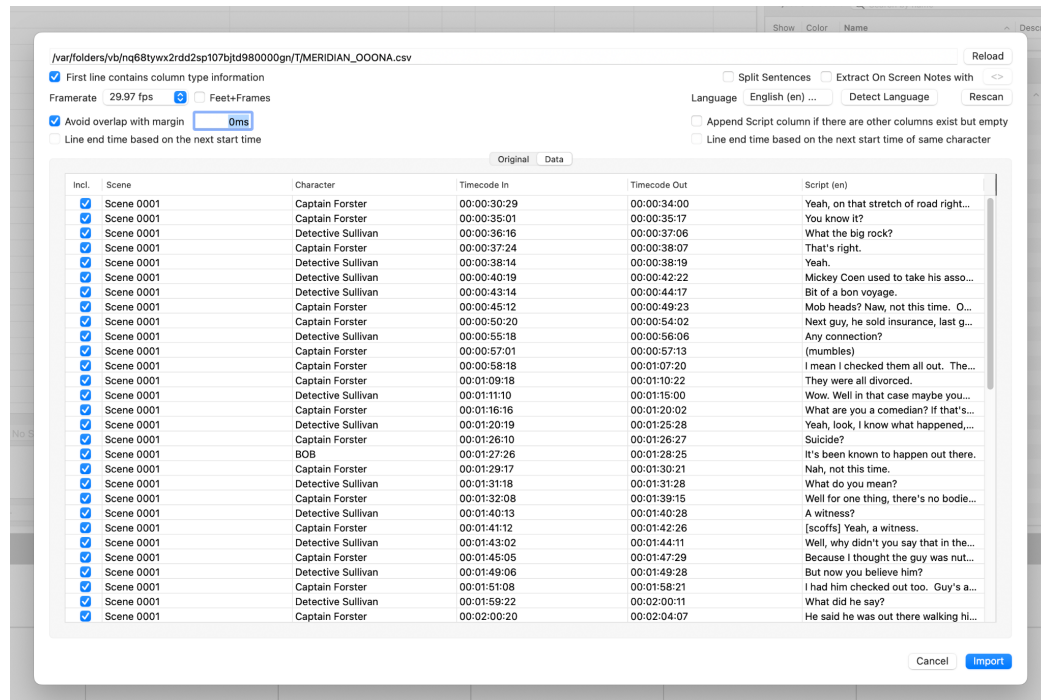 Show Color Name Desc
/var/folders/vb/nq68tywx2rdd2sp107bjtd980000gn/T/MERIDIAN_OOONA.csv Reload
First line contains column type information Split Sentences Extract On Screen Notes with <>
Framerate 29.97 fps Feet+Frames Language English (en) ... Detect Language Rescan
Avoid overlap with margin 0ms Append Script column if there are other columns exist but empty
Line end time based on the next start time Line end time based on the next start time of same character
Original Data
Incl. Scene Character Timecode In Timecode Out Script (en)
Scene 0001 Captain Forster 00:00:30:29 00:00:34:00 Yeah, on that stretch of road right...
Scene 0001 Captain Forster 00:00:35:01 00:00:35:17 You know it?
Scene 0001 Detective Sullivan 00:00:36:16 00:00:37:06 What the big rock?
Scene 0001 Captain Forster 00:00:37:24 00:00:38:07 That's right.
Scene 0001 Detective Sullivan 00:00:38:14 00:00:38:19 Yeah.
Scene 0001 Detective Sullivan 00:00:40:19 00:00:42:22 Mickey Coen used to take his asso...
Scene 0001 Detective Sullivan 00:00:43:14 00:00:44:17 Bit of a bon voyage.
Scene 0001 Captain Forster 00:00:45:12 00:00:49:23 Mob heads? Naw, not this time. O...
Scene 0001 Captain Forster 00:00:50:20 00:00:54:02 Next guy, he sold insurance, last g...
Scene 0001 Detective Sullivan 00:00:55:18 00:00:56:06 Any connection?
Scene 0001 Captain Forster 00:00:57:01 00:00:57:13 (mumbles)
Scene 0001 Captain Forster 00:00:58:18 00:01:07:20 I mean I checked them all out. The...
Scene 0001 Captain Forster 00:01:09:18 00:01:10:22 They were all divorced.
Scene 0001 Detective Sullivan 00:01:11:10 00:01:15:00 Wow. Well in that case maybe you...
Scene 0001 Captain Forster 00:01:16:16 00:01:20:02 What are you a comedian? If that's...
Scene 0001 Detective Sullivan 00:01:20:19 00:01:25:28 Yeah, look, I know what happened,...
Scene 0001 Captain Forster 00:01:26:10 00:01:26:27 Suicide?
Scene 0001 BOB 00:01:27:26 00:01:28:25 It's been known to happen out there.
Scene 0001 Captain Forster 00:01:29:17 00:01:30:21 Nah, not this time.
Scene 0001 Detective Sullivan 00:01:31:18 00:01:31:28 What do you mean?
Scene 0001 Captain Forster 00:01:32:08 00:01:39:15 Well for one thing, there's no bodie...
Scene 0001 Detective Sullivan 00:01:40:13 00:01:40:28 A witness?
Scene 0001 Captain Forster 00:01:41:12 00:01:42:26 [scoffs] Yeah, a witness.
Scene 0001 Detective Sullivan 00:01:43:02 00:01:44:11 Well, why didn't you say that in the...
Scene 0001 Captain Forster 00:01:45:05 00:01:47:29 Because I thought the guy was nut...
Scene 0001 Detective Sullivan 00:01:49:06 00:01:49:28 But now you believe him?
Scene 0001 Captain Forster 00:01:51:08 00:01:58:21 I had him checked out too. Guy's a...
Scene 0001 Detective Sullivan 00:01:59:22 00:02:00:11 What did he say?
Scene 0001 Captain Forster 00:02:00:20 00:02:04:07 He said he was out there walking hi...
Cancel Import